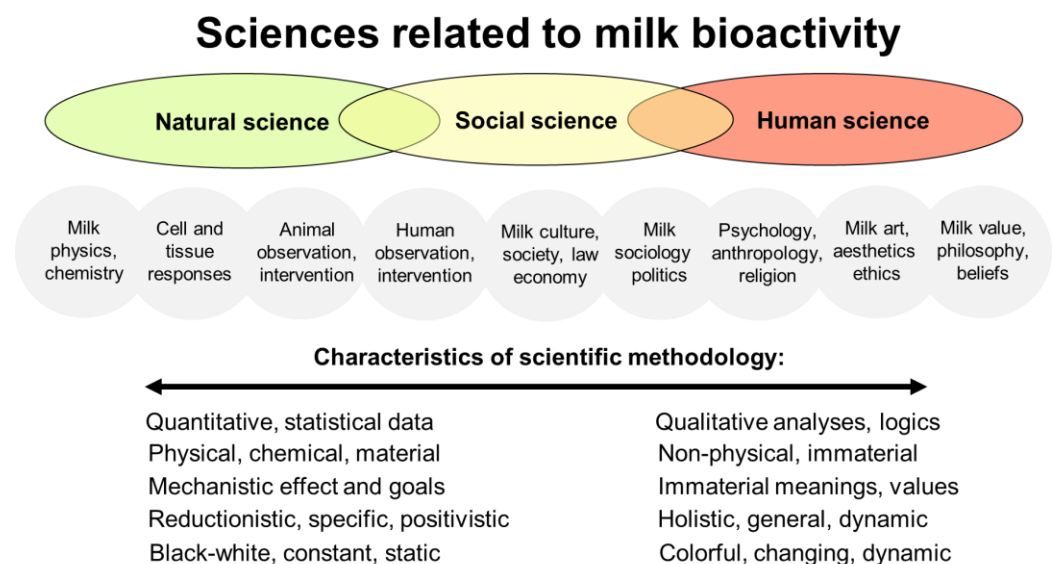 Sciences related to milk bioactivity
Natural science
Social science
Human science
Milk
physics,
chemistry
Cell and
tissue
responses
Animal
observation,
intervention
Human
observation,
intervention
Milk culture,
society, law
economy
Milk
sociology
politics
Psychology,
anthropology,
religion
Milk art,
aesthetics
ethics
Milk value,
philosophy,
beliefs
Characteristics of scientific methodology:
Quantitative, statistical data
Physical, chemical, material
Mechanistic effect and goals
Reductionistic, specific, positivistic
Black-white, constant, static
Qualitative analyses, logics
Non-physical, immaterial
Immaterial meanings, values
Holistic, general, dynamic
Colorful, changing, dynamic